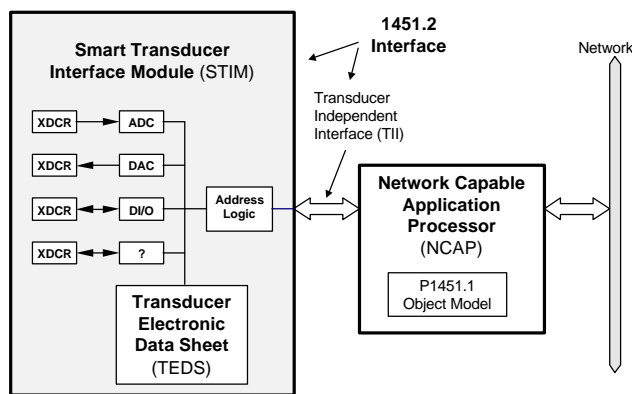 Smart Transducer
Interface Module (STIM)
XDCR
ADC
XDCR
DAC
XDCR
DI/O
XDCR
?
Address
Logic
Transducer
Electronic
Data Sheet
(TEDS)
1451.2
Interface
Transducer
Independent
Interface (TII)
Network Capable
Application
Processor
(NCAP)
P1451.1
Object Model
Network